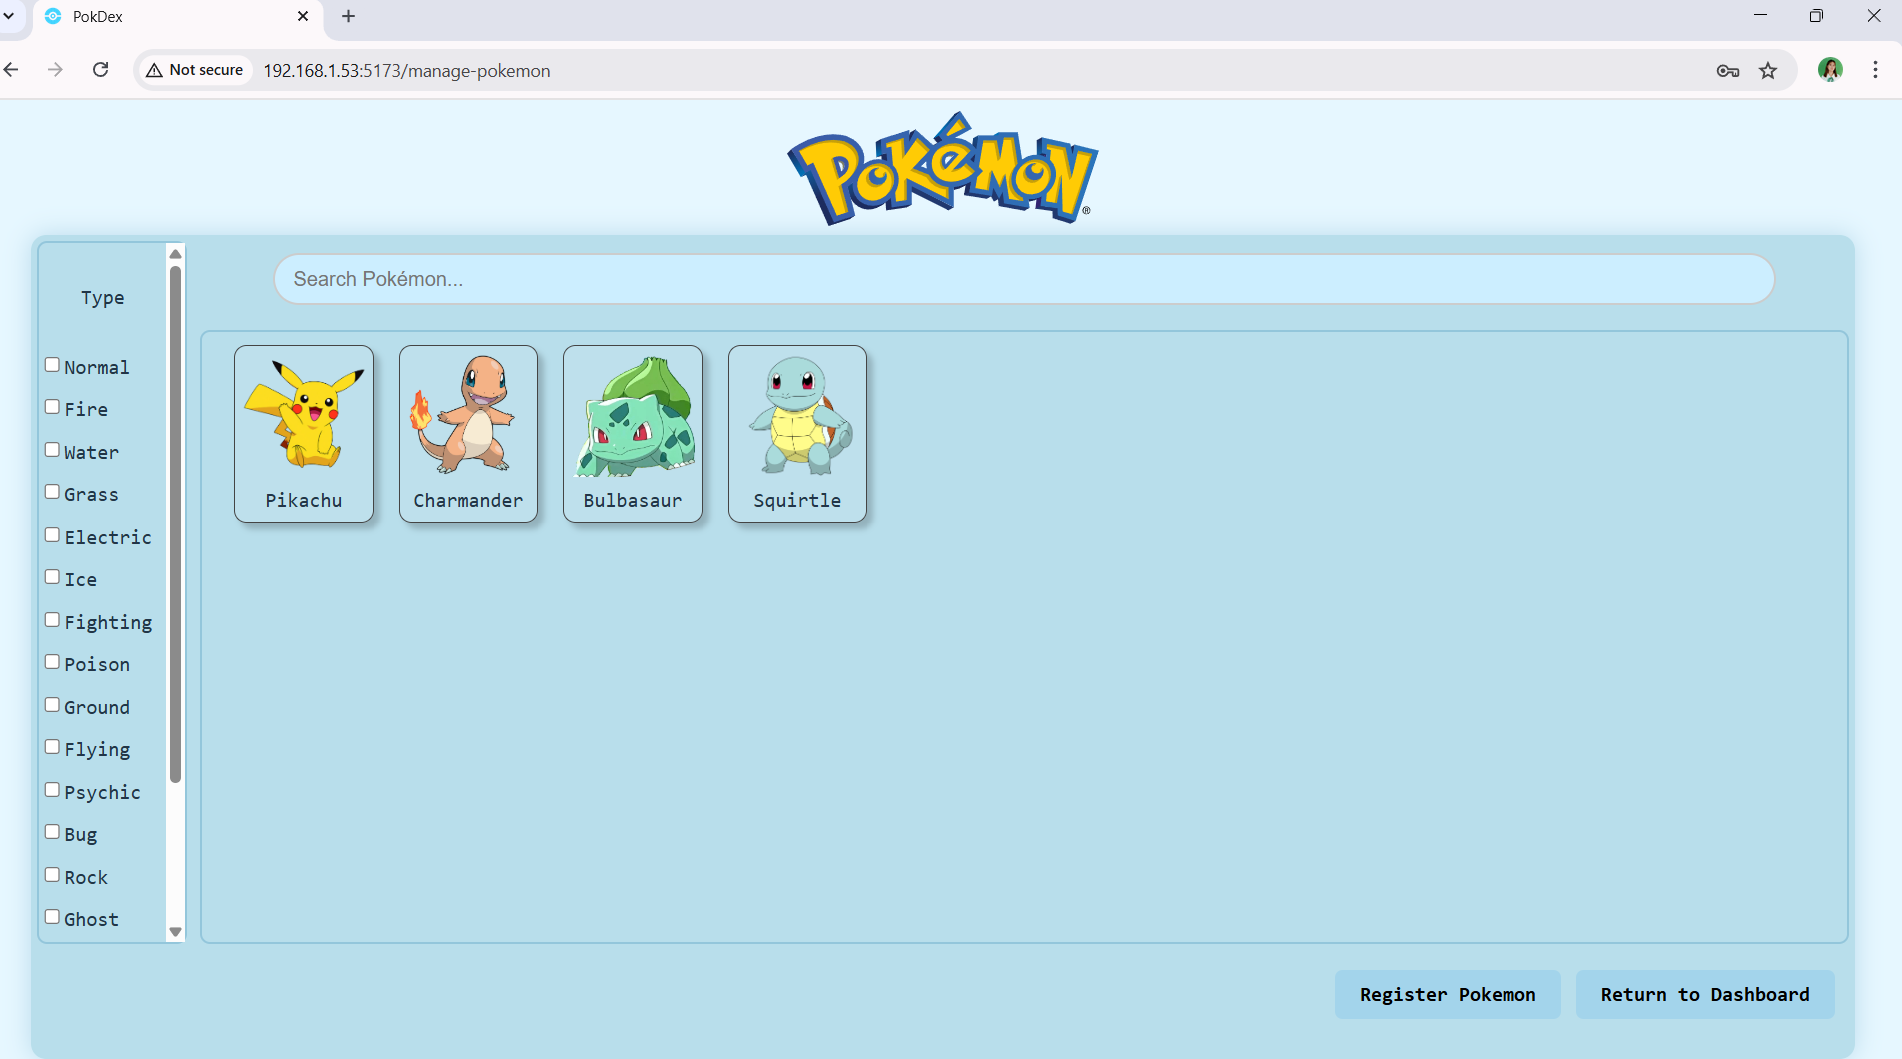 PokDex
Not secure
192.168.1.53:5173/manage-pokemon
POKéMON®
Search Pokémon...
Type
Normal
Fire
Water
Grass
Electric
Ice
Fighting
Poison
Ground
Flying
Psychic
Bug
Rock
Ghost
Pikachu
Charmander
Bulbasaur
Squirtle
Register Pokemon
Return to Dashboard